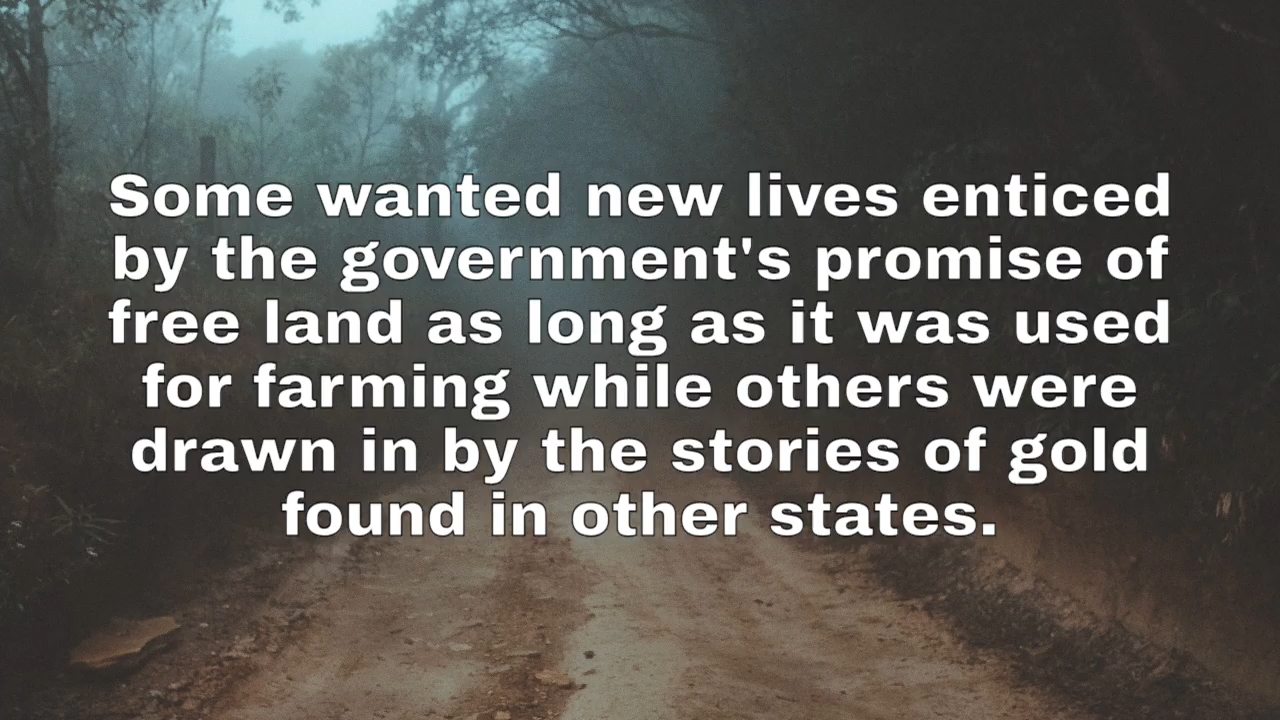 Some wanted new lives enticed
by the government's promise of
free land as long as it was used
for farming while others were
drawn in by the stories of gold
found in other states.